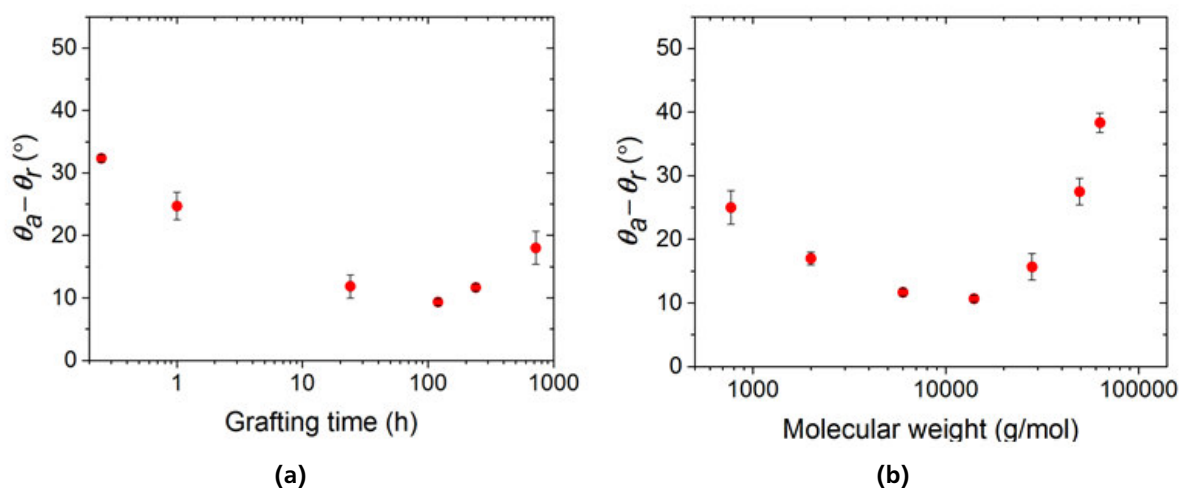 50
40
30
20
10
0
θa − θr (°)
1 10 100 1000
Grafting time (h)
(a)
50
40
30
20
10
0
θa − θr (°)
1000 10000 100000
Molecular weight (g/mol)
(b)